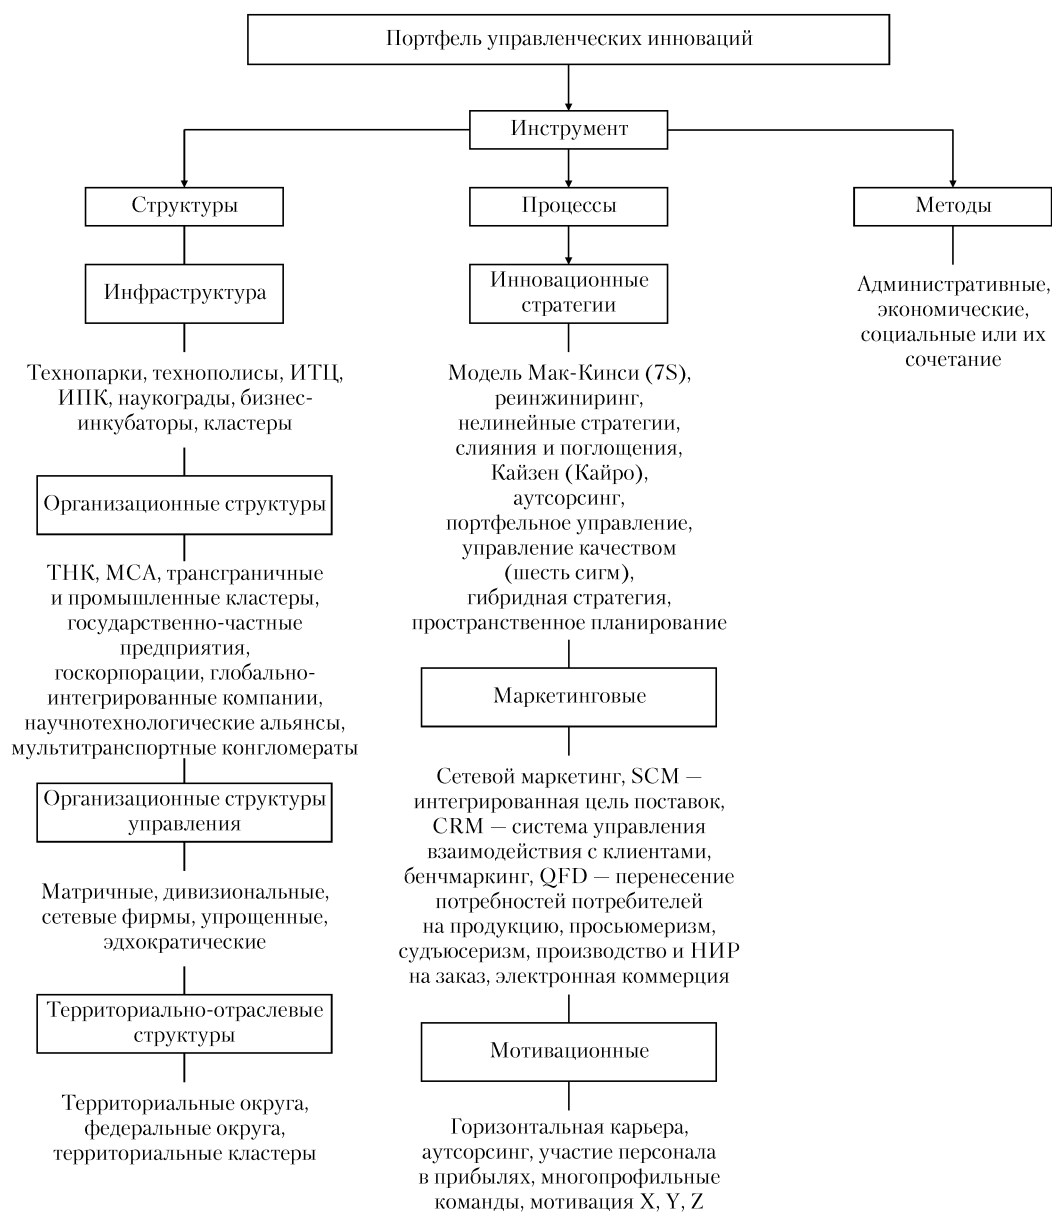 Портфель управленческих инноваций
Инструмент
Структуры
Процессы
Методы
Инфраструктура
Технопарки, технополисы, ИТЦ,
ИПК, наукограды, бизнес-
инкубаторы, кластеры
Организационные структуры
ТНК, МСА, трансграничные
и промышленные кластеры,
государственно-частные
предприятия,
госкорпорации, глобально-
интегрированные компании,
научнотехнологические альянсы,
мультитранспортные конгломераты
Организационные структуры
управления
Матричные, дивизиональные,
сетевые фирмы, упрощенные,
эдхократические
Территориально-отраслевые
структуры
Территориальные округа,
федеральные округа,
территориальные кластеры
Инновационные
стратегии
Модель Мак-Кинси (7S),
реинжиниринг,
нелинейные стратегии,
слияния и поглощения,
Кайзен (Кайро),
аутсорсинг,
портфельное управление,
управление качеством
(шесть сигм),
гибридная стратегия,
пространственное планирование
Маркетинговые
Сетевой маркетинг, SCM —
интегрированная цель поставок,
CRM — система управления
взаимодействия с клиентами,
бенчмаркинг, QFD — перенесение
потребностей потребителей
на продукцию, просьюмеризм,
судъюсеризм, производство и НИР
на заказ, электронная коммерция
Мотивационные
Горизонтальная карьера,
аутсорсинг, участие персонала
в прибылях, многопрофильные
команды, мотивация X, Y, Z
Административные,
экономические,
социальные или их
сочетание